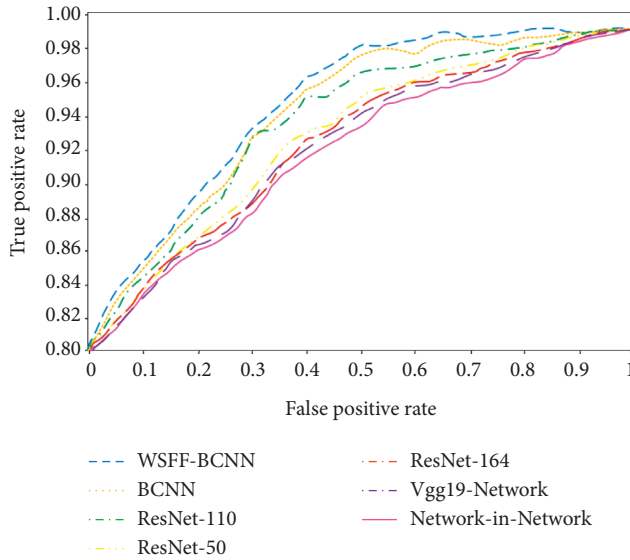 1.00
0.98
0.96
0.94
0.92
0.90
0.88
0.86
0.84
0.82
0.80
True positive rate
0 0.1 0.2 0.3 0.4 0.5 0.6 0.7 0.8 0.9 1
False positive rate
WSFF-BCNN
BCNN
ResNet-110
ResNet-50
ResNet-164
Vgg19-Network
Network-in-Network